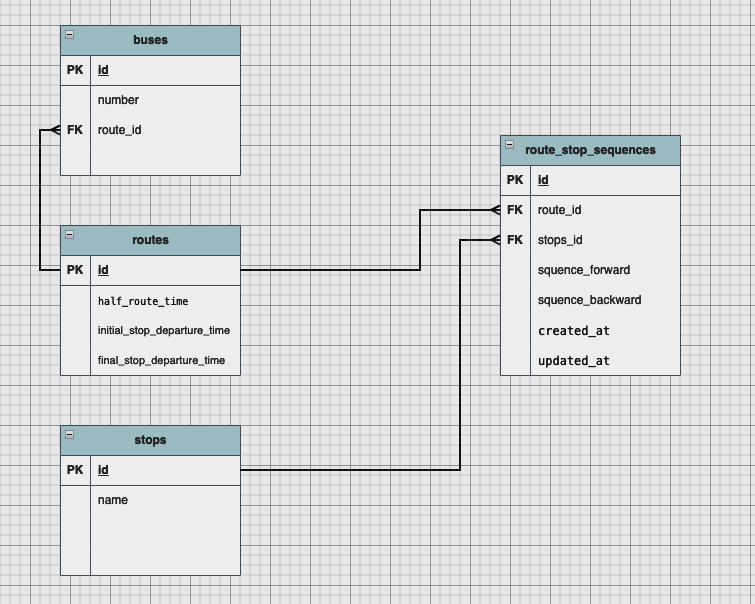 buses
PK id
number
FK route_id
routes
PK id
half_route_time
initial_stop_departure_time
final_stop_departure_time
stops
PK id
name
route_stop_sequences
PK id
FK route_id
FK stops_id
squence_forward
squence_backward
created_at
updated_at